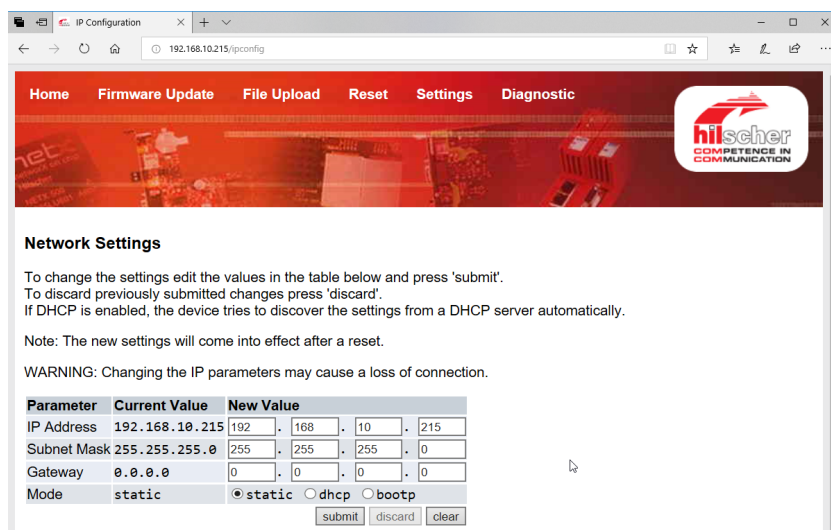 IP Configuration
192.168.10.215/ipconfig
Home Firmware Update File Upload Reset Settings Diagnostic
hilscher
COMPETENCE IN
COMMUNICATION
Network Settings
To change the settings edit the values in the table below and press 'submit'.
To discard previously submitted changes press 'discard'.
If DHCP is enabled, the device tries to discover the settings from a DHCP server automatically.
Note: The new settings will come into effect after a reset.
WARNING: Changing the IP parameters may cause a loss of connection.
Parameter Current Value New Value
IP Address 192.168.10.215 192 . 168 . 10 . 215
Subnet Mask 255.255.255.0 255 . 255 . 255 . 0
Gateway 0.0.0.0 0 . 0 . 0 . 0
Mode static static dhcp bootp
submit discard clear